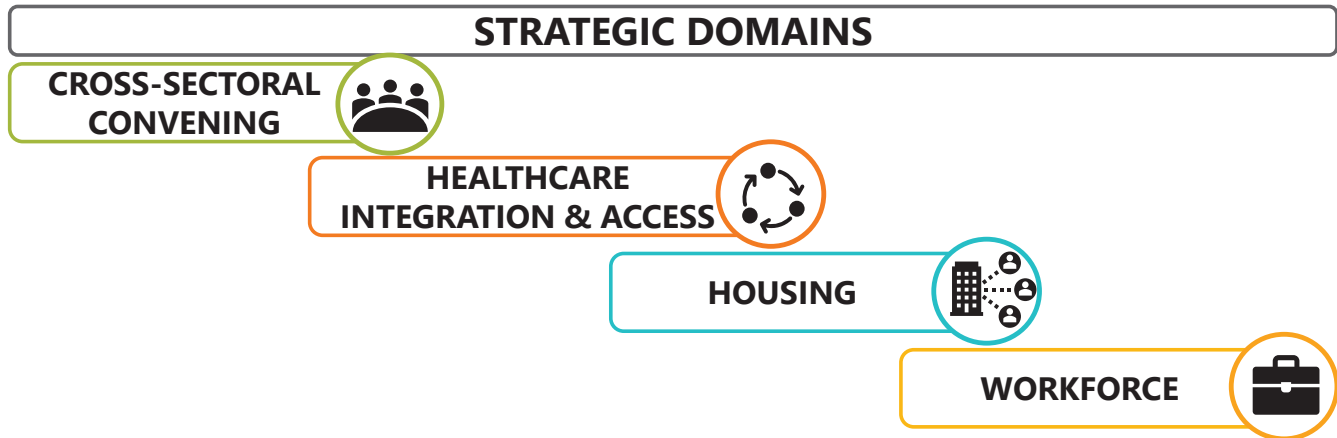 STRATEGIC DOMAINS
CROSS-SECTORAL
CONVENING
HEALTHCARE
INTEGRATION & ACCESS
HOUSING
WORKFORCE